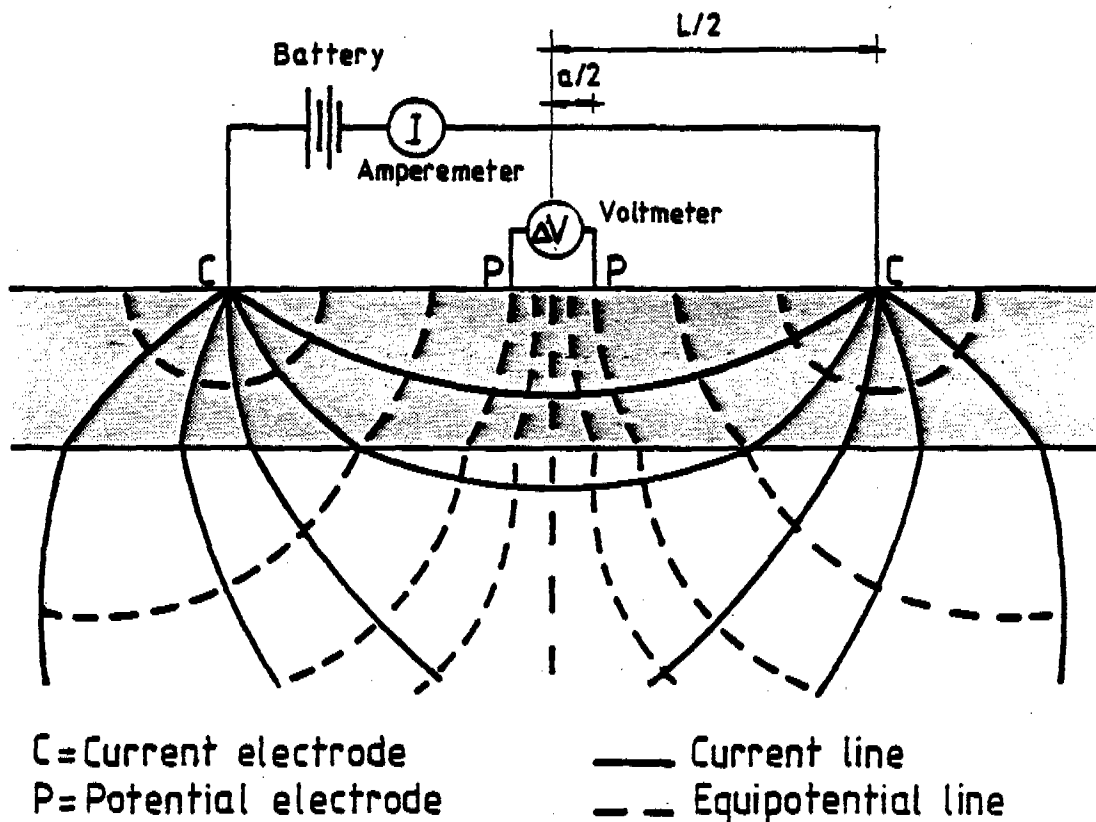 L/2
Battery
a/2
I
Amperemeter
ΔV
Voltmeter
C
P
P
C
C=Current electrode
Current line
P=Potential electrode
Equipotential line